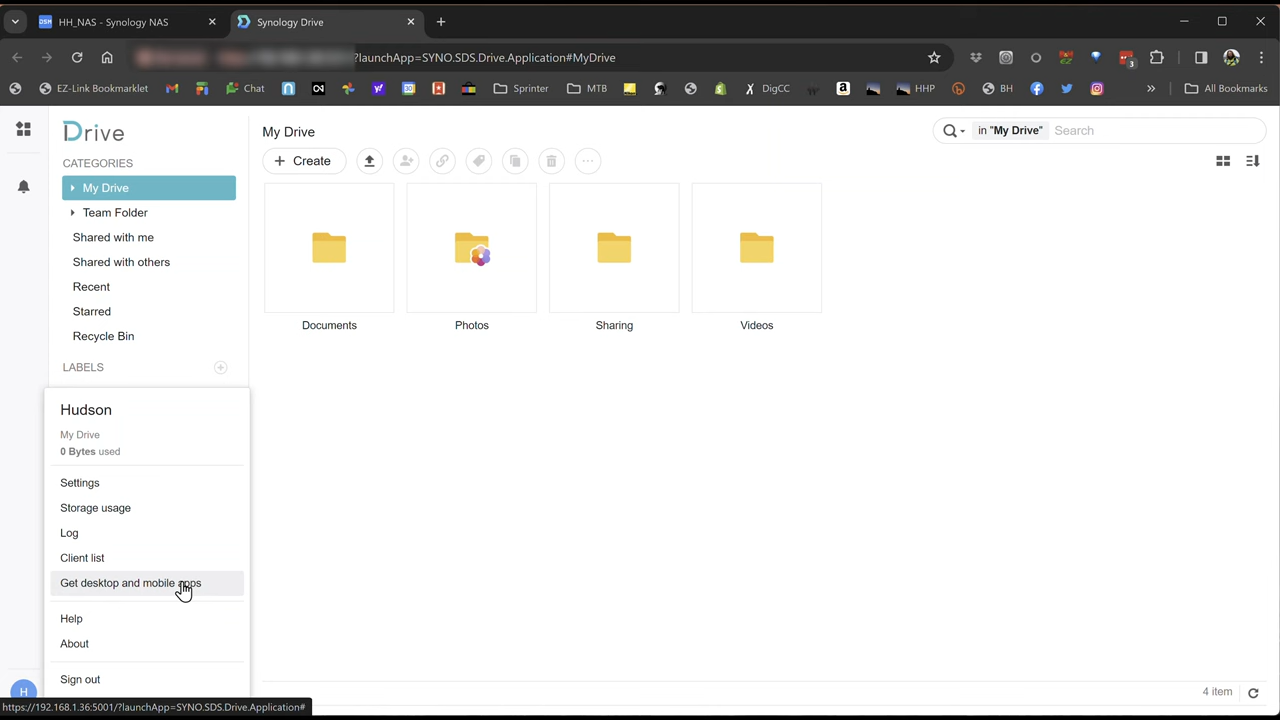 DSM HH_NAS - Synology NAS
Synology Drive
?launchApp=SYNO.SDS.Drive.Application#MyDrive
3
EZ-Link Bookmarklet
Chat
Sprinter
MTB
DigCC
HHP
BH
All Bookmarks
Drive
CATEGORIES
My Drive
Team Folder
Shared with me
Shared with others
Recent
Starred
Recycle Bin
LABELS
My Drive
Create
in "My Drive" Search
Documents
Photos
Sharing
Videos
Hudson
My Drive
0 Bytes used
Settings
Storage usage
Log
Client list
Get desktop and mobile apps
Help
About
Sign out
H
4 item
https://192.168.1.36:5001/?launchApp=SYNO.SDS.Drive.Application#